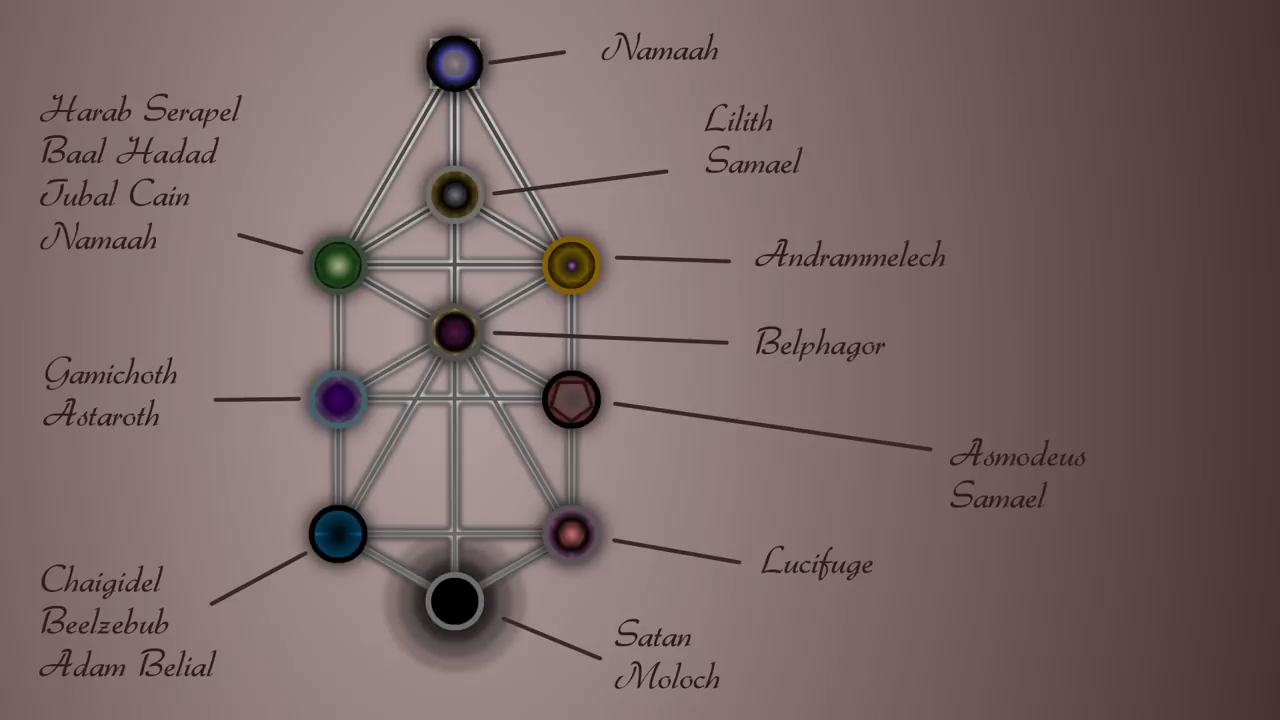 Namaah
Harab Serapel
Baal Hadad
Tubal Cain
Namaah
Lilith
Samael
Andrammelech
Belphagor
Gamichoth
Astaroth
Asmodeus
Samael
Lucifuge
Chaigidel
Beelzebub
Adam Belial
Satan
Moloch